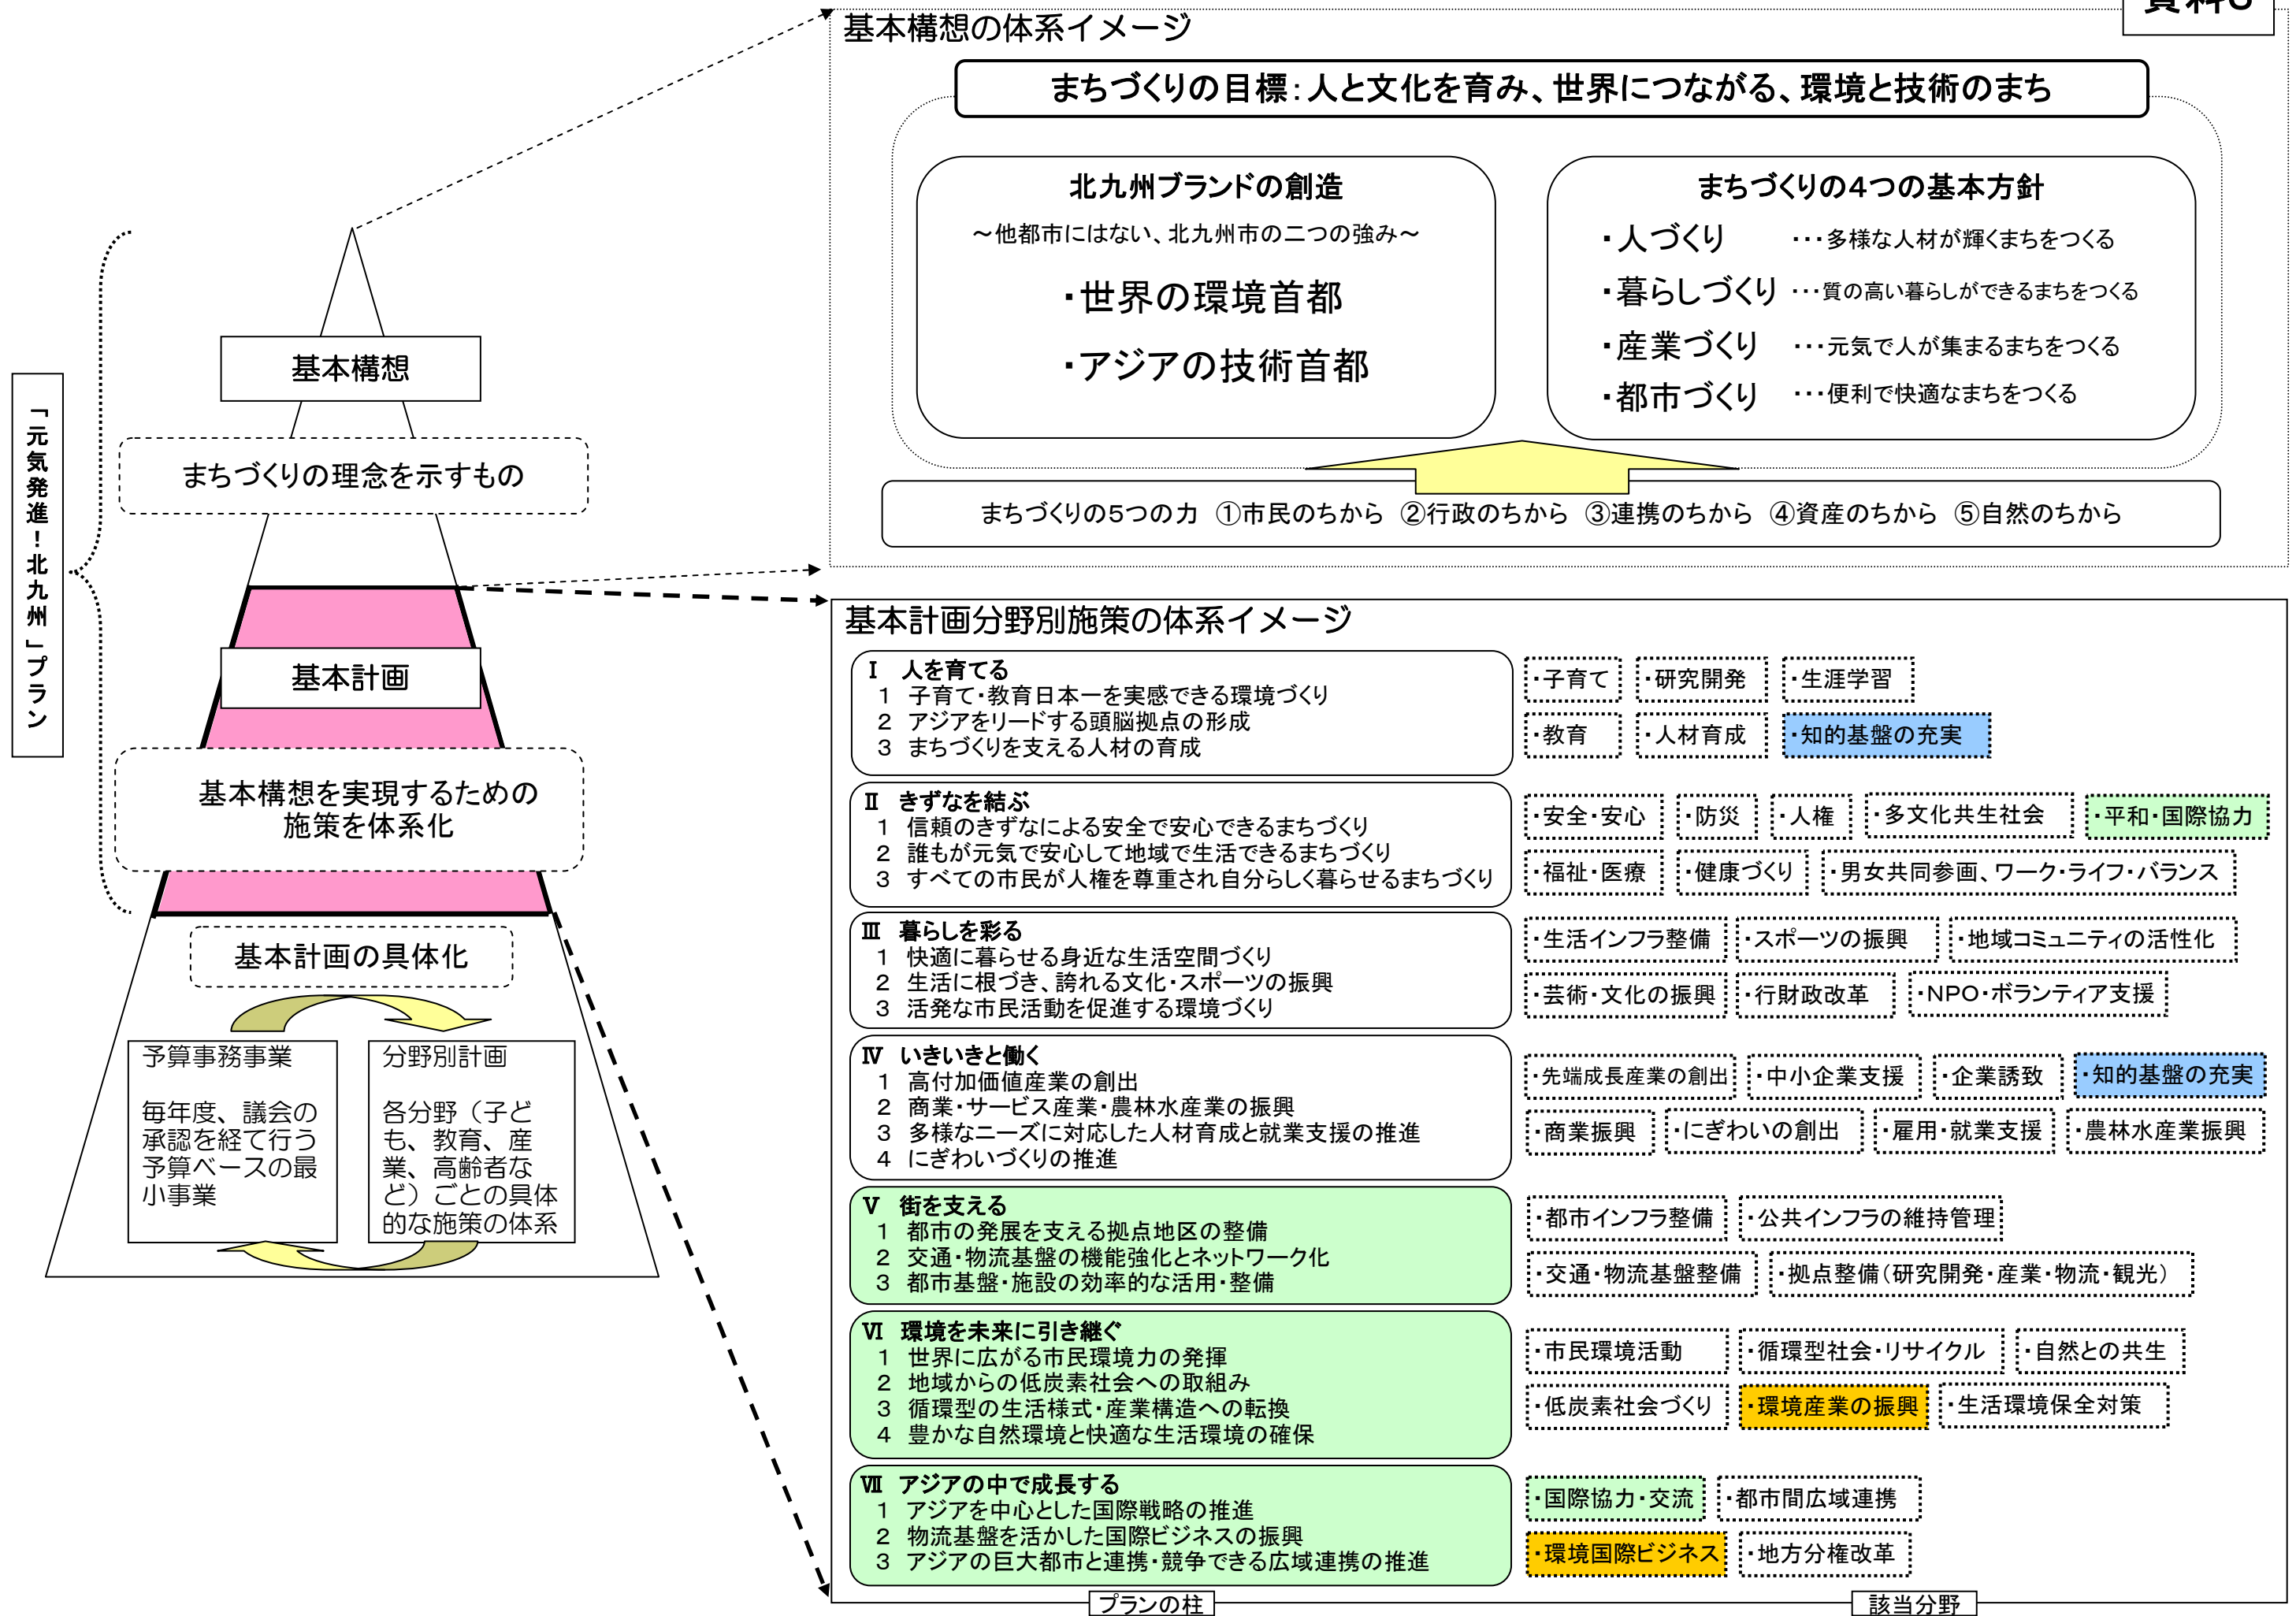 資料3
基本構想の体系イメージ
まちづくりの目標：人と文化を育み、世界につながる、環境と技術のまち
北九州ブランドの創造
～他都市にはない、北九州市の二つの強み～
・世界の環境首都
・アジアの技術首都
まちづくりの４つの基本方針
・人づくり　・・・多様な人材が輝くまちをつくる
・暮らしづくり　・・・質の高い暮らしができるまちをつくる
・産業づくり　・・・元気で人が集まるまちをつくる
・都市づくり　・・・便利で快適なまちをつくる
まちづくりの５つの力　①市民のちから　②行政のちから　③連携のちから　④資産のちから　⑤自然のちから
「元気発進！北九州」プラン
基本構想
まちづくりの理念を示すもの
基本計画
基本構想を実現するための
施策を体系化
基本計画の具体化
予算事務事業
毎年度、議会の
承認を経て行う
予算ベースの最
小事業
分野別計画
各分野（子ど
も、教育、産
業、高齢者な
ど）ごとの具体
的な施策の体系
基本計画分野別施策の体系イメージ
Ⅰ　人を育てる
１　子育て・教育日本一を実感できる環境づくり
２　アジアをリードする頭脳拠点の形成
３　まちづくりを支える人材の育成
・子育て　・研究開発　・生涯学習
・教育　・人材育成　・知的基盤の充実
Ⅱ　きずなを結ぶ
１　信頼のきずなによる安全で安心できるまちづくり
２　誰もが元気で安心して地域で生活できるまちづくり
３　すべての市民が人権を尊重され自分らしく暮らせるまちづくり
・安全・安心　・防災　・人権　・多文化共生社会　・平和・国際協力
・福祉・医療　・健康づくり　・男女共同参画、ワーク・ライフ・バランス
Ⅲ　暮らしを彩る
１　快適に暮らせる身近な生活空間づくり
２　生活に根づき、誇れる文化・スポーツの振興
３　活発な市民活動を促進する環境づくり
・生活インフラ整備　・スポーツの振興　・地域コミュニティの活性化
・芸術・文化の振興　・行財政改革　・NPO・ボランティア支援
Ⅳ　いきいきと働く
１　高付加価値産業の創出
２　商業・サービス産業・農林水産業の振興
３　多様なニーズに対応した人材育成と就業支援の推進
４　にぎわいづくりの推進
・先端成長産業の創出　・中小企業支援　・企業誘致　・知的基盤の充実
・商業振興　・にぎわいの創出　・雇用・就業支援　・農林水産業振興
Ⅴ　街を支える
１　都市の発展を支える拠点地区の整備
２　交通・物流基盤の機能強化とネットワーク化
３　都市基盤・施設の効率的な活用・整備
・都市インフラ整備　・公共インフラの維持管理
・交通・物流基盤整備　・拠点整備（研究開発・産業・物流・観光）
Ⅵ　環境を未来に引き継ぐ
１　世界に広がる市民環境力の発揮
２　地域からの低炭素社会への取組み
３　循環型の生活様式・産業構造への転換
４　豊かな自然環境と快適な生活環境の確保
・市民環境活動　・循環型社会・リサイクル　・自然との共生
・低炭素社会づくり　・環境産業の振興　・生活環境保全対策
Ⅶ　アジアの中で成長する
１　アジアを中心とした国際戦略の推進
２　物流基盤を活かした国際ビジネスの振興
３　アジアの巨大都市と連携・競争できる広域連携の推進
・国際協力・交流　・都市間広域連携
・環境国際ビジネス　・地方分権改革
プランの柱
該当分野